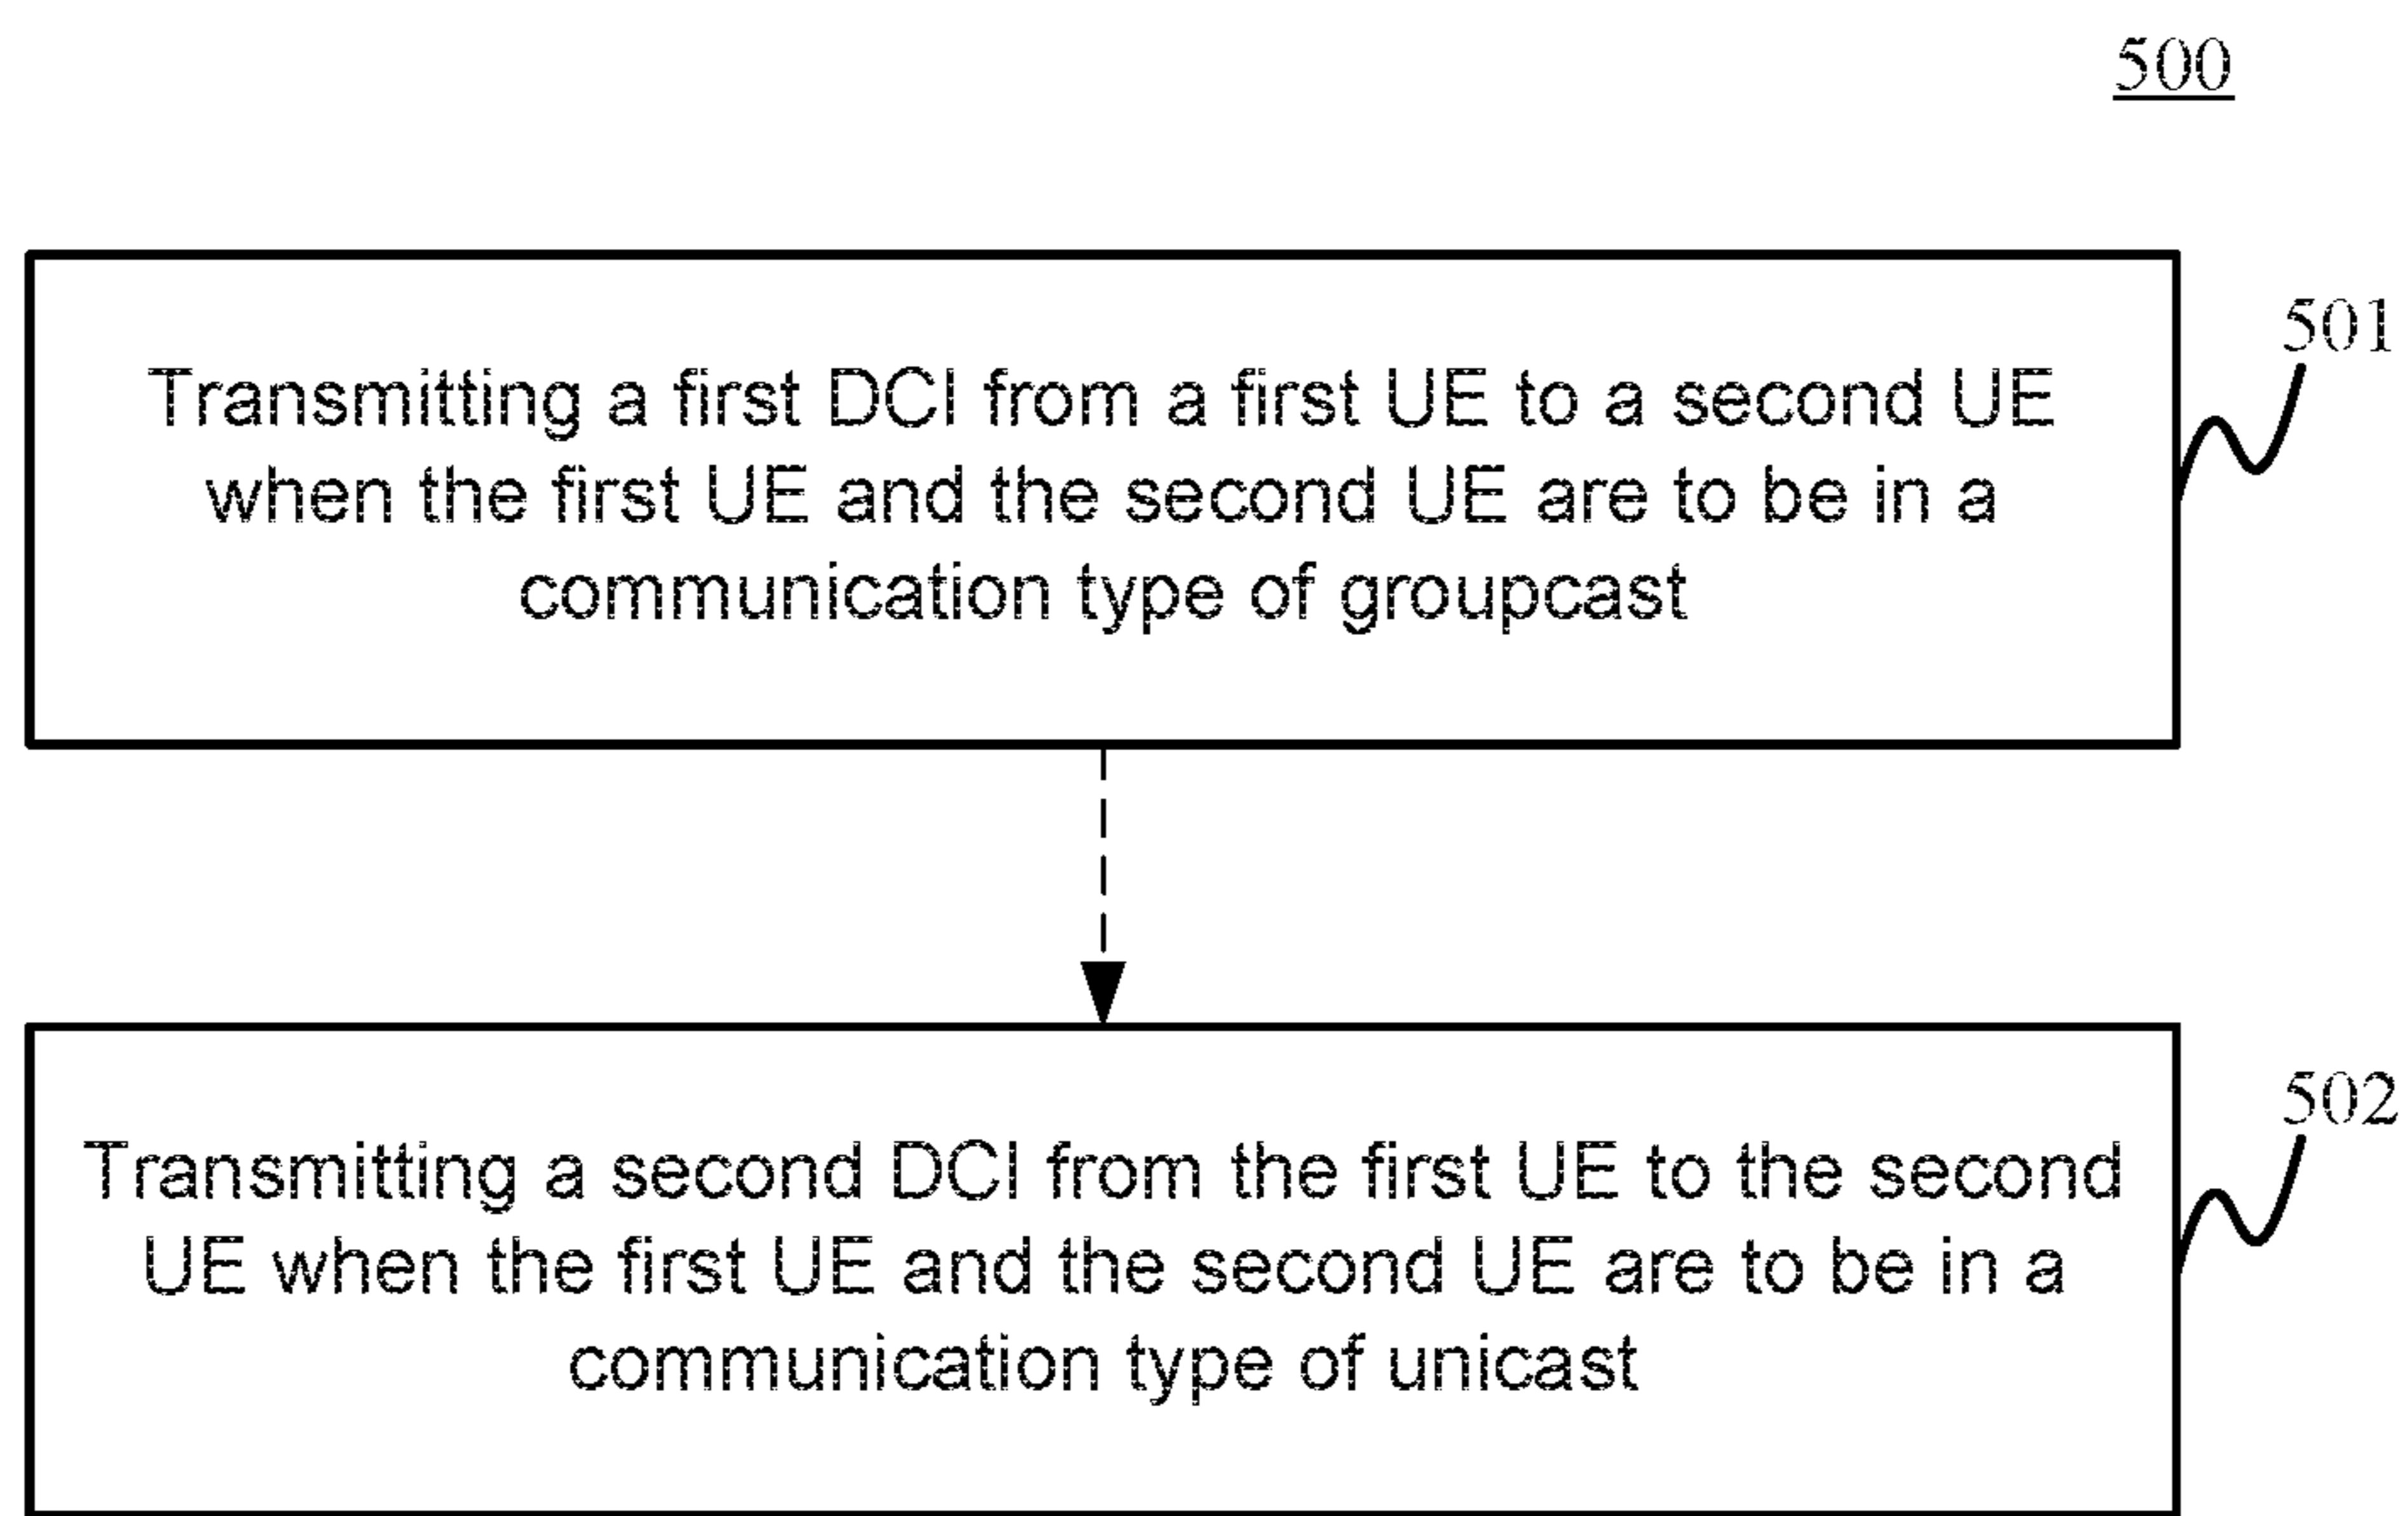 500
501
Transmitting a first DCI from a first UE to a second UE
when the first UE and the second UE are to be in a
communication type of groupcast
502
Transmitting a second DCI from the first UE to the second
UE when the first UE and the second UE are to be in a
communication type of unicast